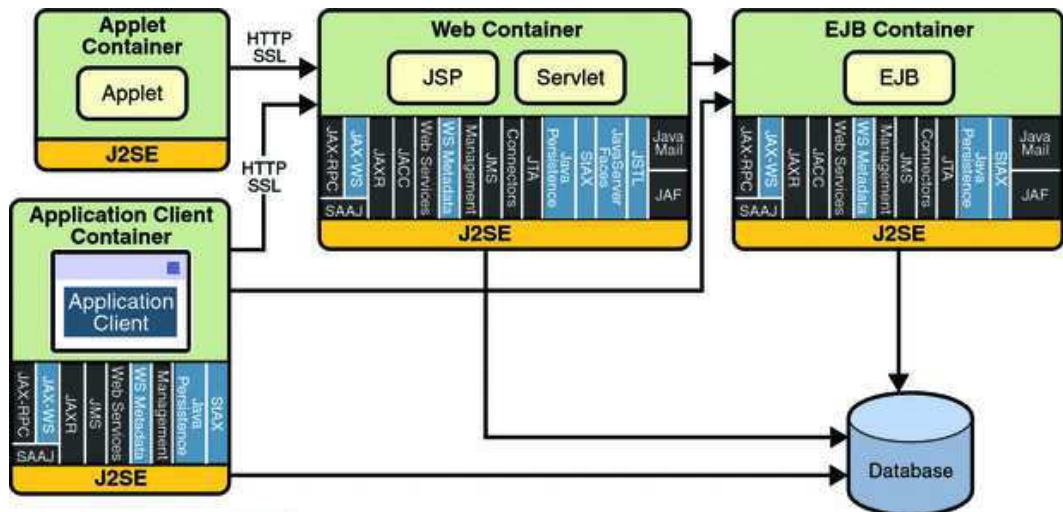 Applet
Container
Applet
J2SE
HTTP
SSL
HTTP
SSL
Web Container
JSP
Servlet
JAX-RPC
JAX-WS
SAAJ
JAXR
JACC
Web Services
WS Metadata
Management
JMS
Connectors
JTA
Java
Persistence
StAX
JavaServer
Faces
JSTL
Java
Mail
JAF
J2SE
EJB Container
EJB
JAX-RPC
JAX-WS
SAAJ
JAXR
JACC
Web Services
WS Metadata
Management
JMS
JTA
Java
Persistence
StAX
Java
Mail
JAF
J2SE
Application Client
Container
Application
Client
JAX-RPC
JAX-WS
SAAJ
JAXR
JMS
Web Services
WS Metadata
Management
Java
Persistence
StAX
J2SE
Database